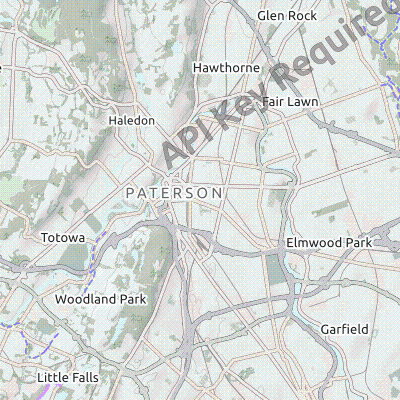 Glen Rock
API Key Required
Hawthorne
Fair Lawn
Haledon
PATERSON
Totowa
Elmwood Park
Woodland Park
Garfield
Little Falls